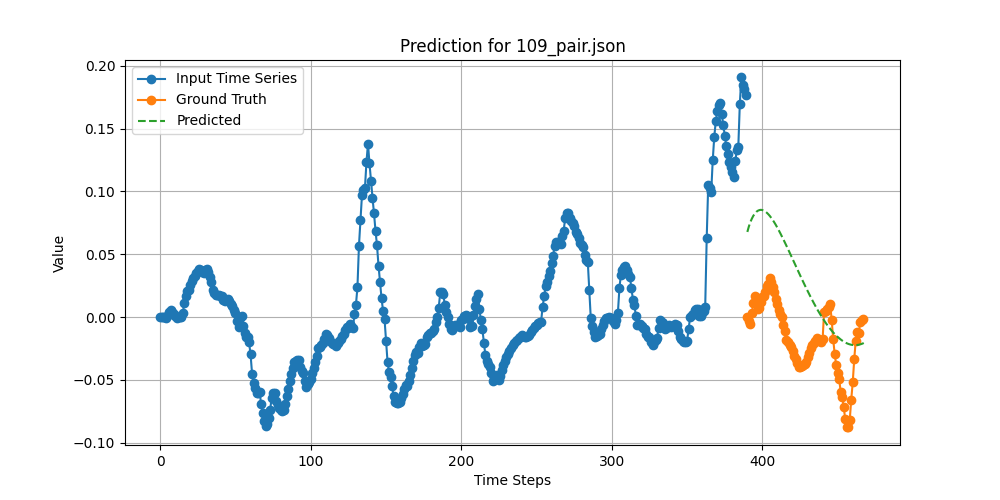 Prediction for 109_pair.json
Input Time Series
Ground Truth
Predicted
0.20
0.15
0.10
0.05
0.00
−0.05
−0.10
Value
0 100 200 300 400
Time Steps